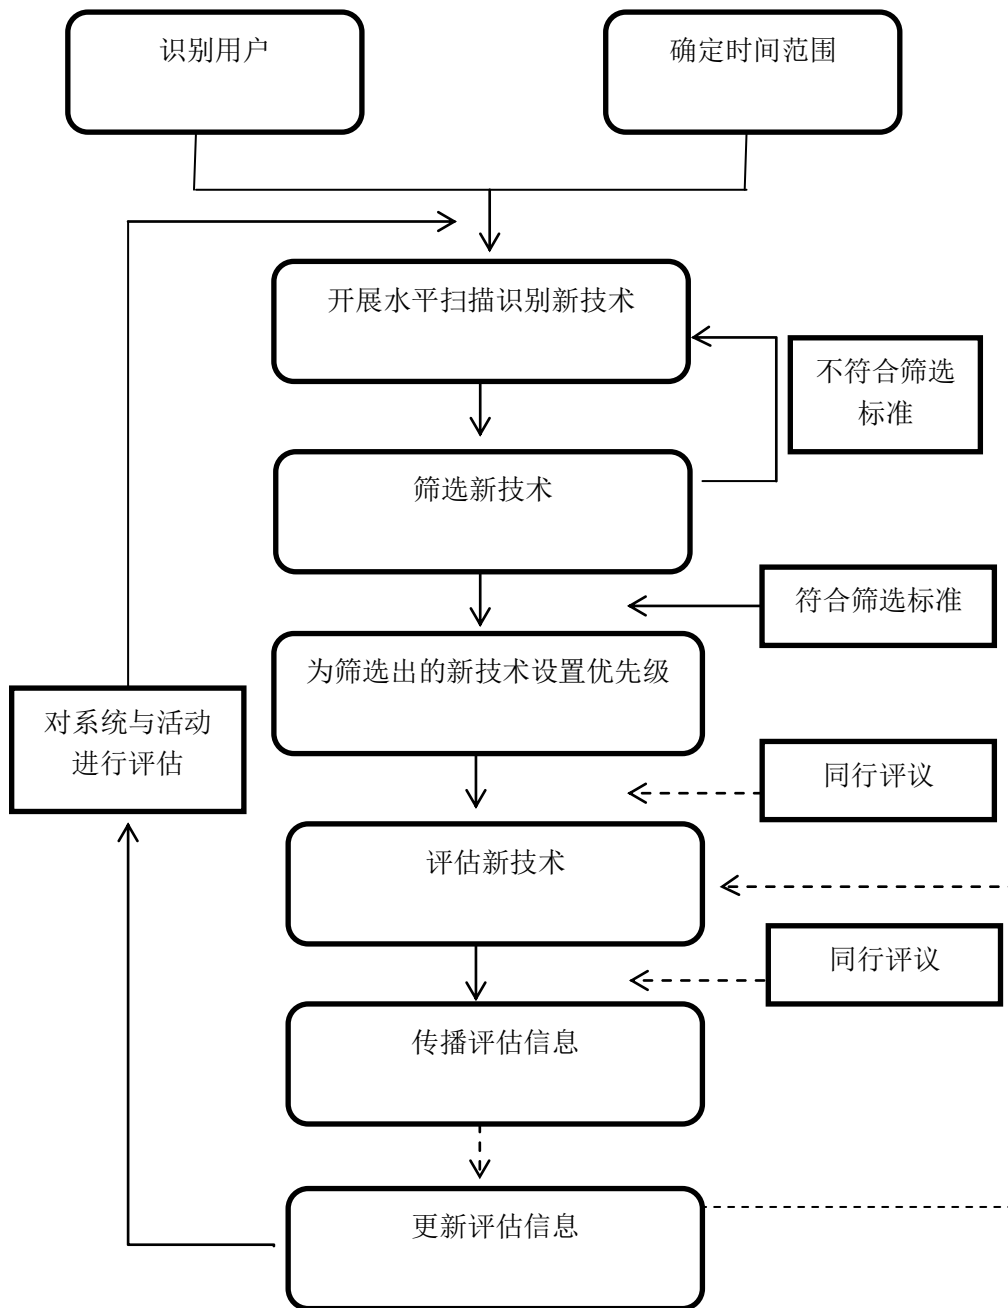 识别用户
确定时间范围
开展水平扫描识别新技术
不符合筛选
标准
筛选新技术
符合筛选标准
为筛选出的新技术设置优先级
对系统与活动
进行评估
同行评议
评估新技术
同行评议
传播评估信息
更新评估信息